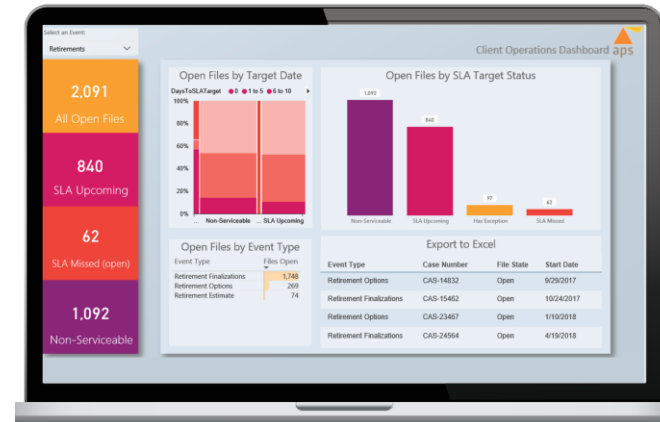 Select an Event:
Retirements
Client Operations Dashboard aps
2,091
All Open Files
840
SLA Upcoming
62
SLA Missed (open)
1,092
Non-Serviceable
Open Files by Target Date
DaysToSLATarget 0 1 to 5 6 to 10
100%
80%
60%
40%
20%
0%
... Non-Serviceable ... SLA Upcoming
Open Files by SLA Target Status
1,092
840
62
Non-Serviceable SLA Upcoming Has Exception SLA Missed
Open Files by Event Type
Event Type Files Open
Retirement Finalizations 1,748
Retirement Options 269
Retirement Estimate 74
Export to Excel
Event Type Case Number File State Start Date
Retirement Options CAS-14832 Open 9/29/2017
Retirement Finalizations CAS-15462 Open 10/24/2017
Retirement Options CAS-23467 Open 1/10/2018
Retirement Finalizations CAS-24564 Open 4/19/2018